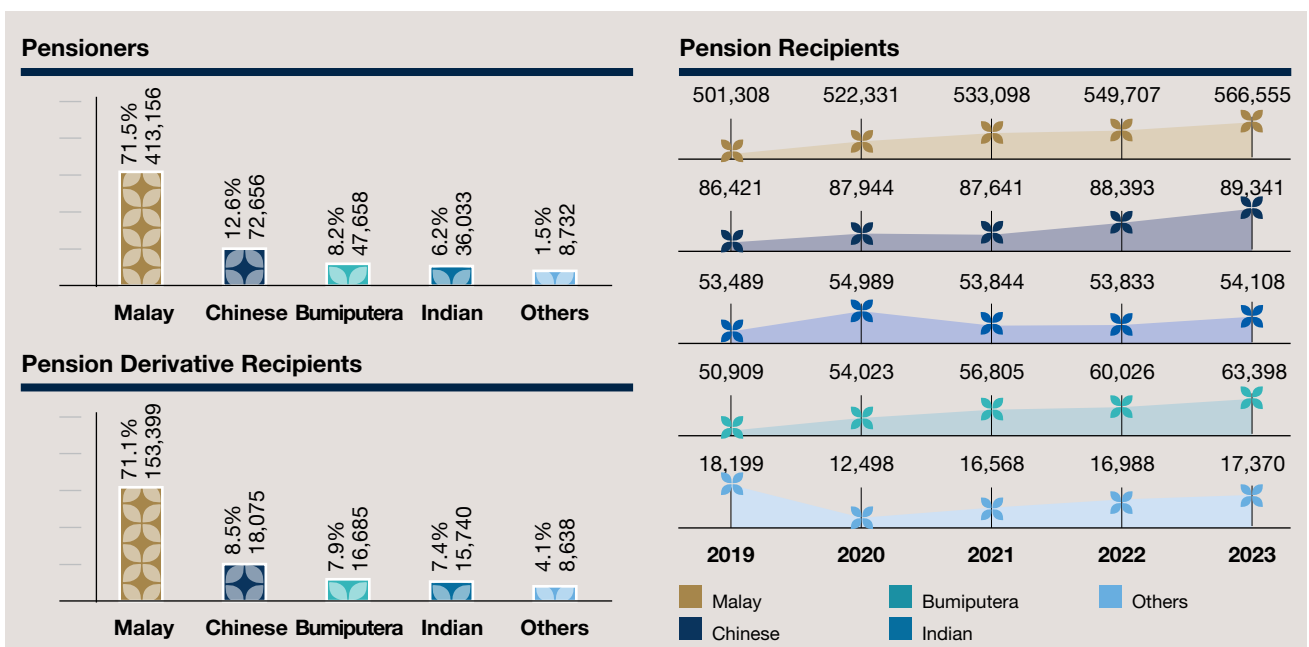 Pensioners
71.5%
413,156
12.6%
72,656
8.2%
47,658
6.2%
36,033
1.5%
8,732
Malay Chinese Bumiputera Indian Others
Pension Derivative Recipients
71.1%
153,399
8.5%
18,075
7.9%
16,685
7.4%
15,740
4.1%
8,638
Malay Chinese Bumiputera Indian Others
Pension Recipients
501,308 522,331 533,098 549,707 566,555
86,421 87,944 87,641 88,393 89,341
53,489 54,989 53,844 53,833 54,108
50,909 54,023 56,805 60,026 63,398
18,199 12,498 16,568 16,988 17,370
2019 2020 2021 2022 2023
Malay Bumiputera Others
Chinese Indian